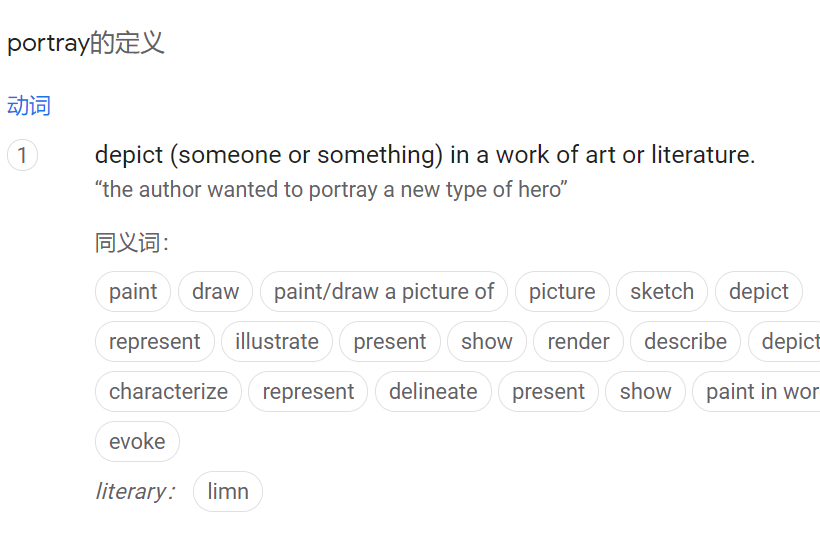 portray的定义
动词
1 depict (someone or something) in a work of art or literature.
“the author wanted to portray a new type of hero”
同义词：
paint draw paint/draw a picture of picture sketch depict
represent illustrate present show render describe depict
characterize represent delineate present show paint in
evoke
literary： limn